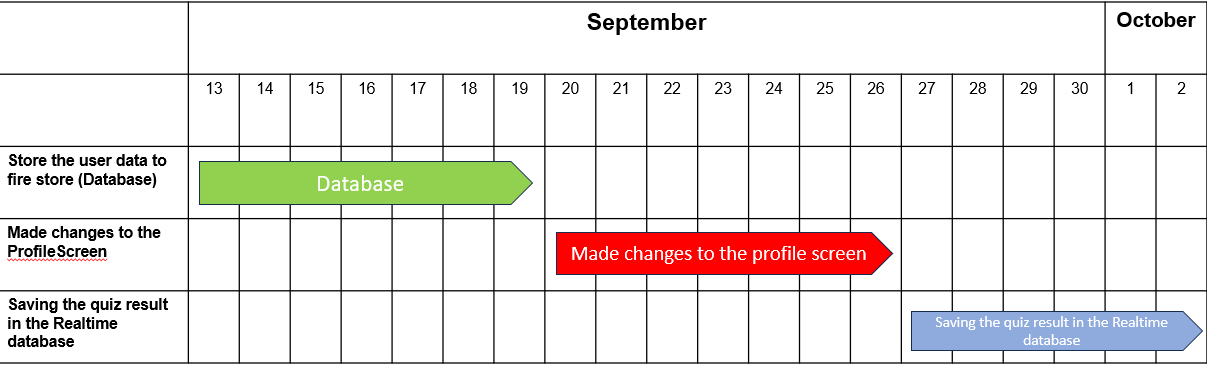 September October
13 14 15 16 17 18 19 20 21 22 23 24 25 26 27 28 29 30 1 2
Store the user data to
fire store (Database)
Database
Made changes to the
ProfileScreen
Made changes to the profile screen
Saving the quiz result
in the Realtime
database
Saving the quiz result in the Realtime
database